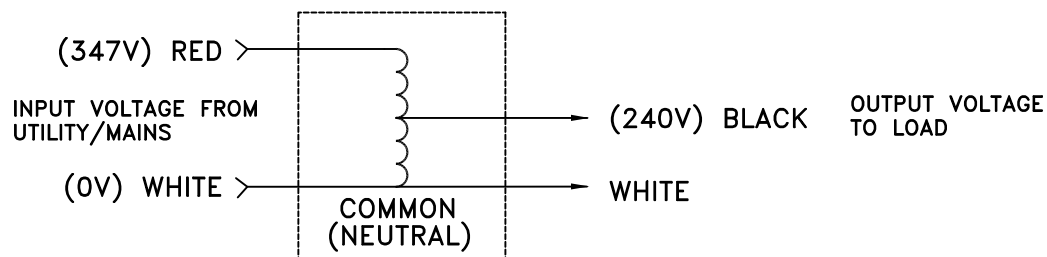 (347V) RED
INPUT VOLTAGE FROM
UTILITY/MAINS
(0V) WHITE
COMMON
(NEUTRAL)
(240V) BLACK
WHITE
OUTPUT VOLTAGE
TO LOAD